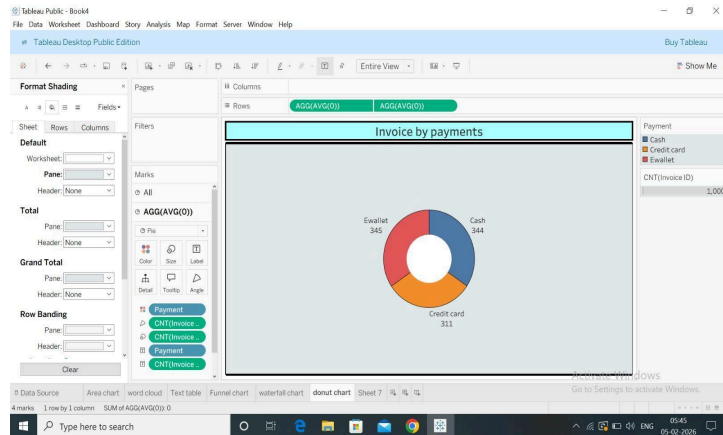 Tableau Public - Book4
File Data Worksheet Dashboard Story Analysis Map Format Server Window Help
Tableau Desktop Public Edition
Buy Tableau
Entire View
Show Me
Format Shading
Fields
Sheet Rows Columns
Default
Worksheet:
Pane:
Header: None
Total
Pane:
Header: None
Grand Total
Pane:
Header: None
Row Banding
Pane:
Header:
Clear
Pages
Filters
Marks
All
AGG(AVG(0))
Pie
Color Size Label
Detail Tooltip Angle
Payment
CNT(Invoice ..
CNT(Invoice ..
Payment
CNT(Invoice ..
Columns
Rows
AGG(AVG(0)) AGG(AVG(0))
Invoice by payments
Ewallet
345
Cash
344
Credit card
311
Payment
Cash
Credit card
Ewallet
CNT(Invoice ID)
1,000
Activate Windows
Go to Settings to activate Windows.
Data Source Area chart word cloud Text table Funnel chart waterfall chart donut chart Sheet 7
4 marks 1 row by 1 column SUM of AGG(AVG(0)): 0
Type here to search
ENG
05:45
05-02-2026